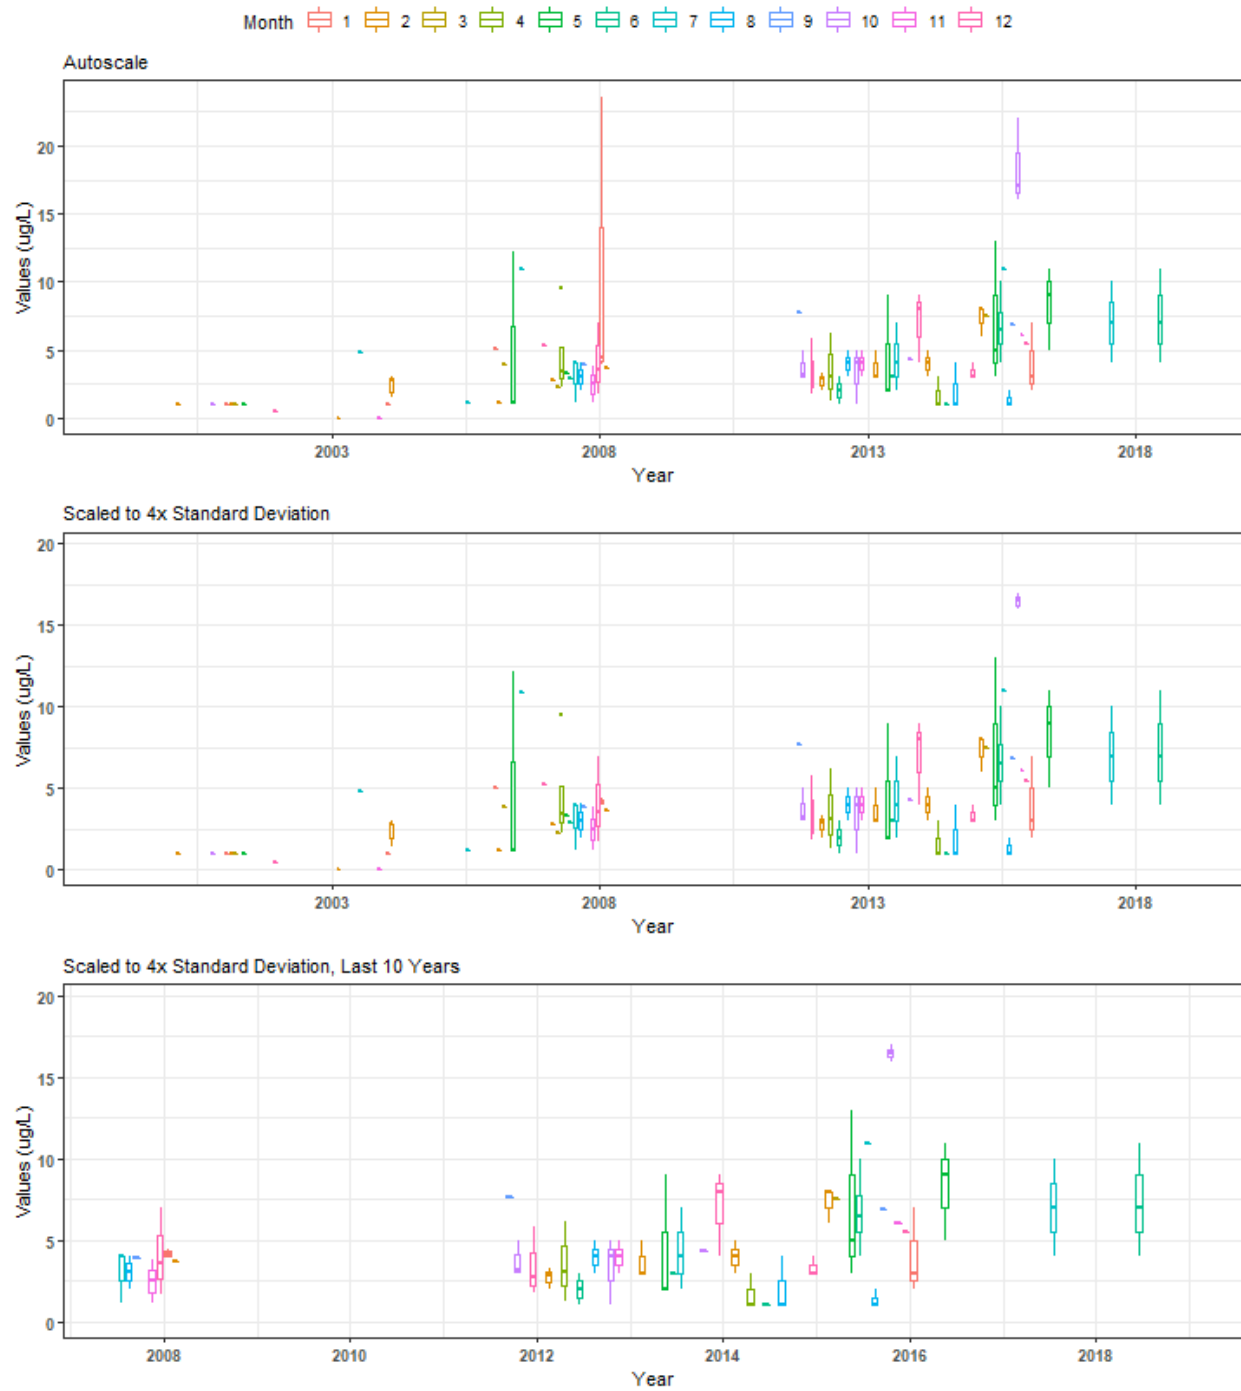 Month 1 2 3 4 5 6 7 8 9 10 11 12
Autoscale
20
15
10
5
0
Values (ug/L)
2003 2008 2013 2018
Year
Scaled to 4x Standard Deviation
20
15
10
5
0
Values (ug/L)
2003 2008 2013 2018
Year
Scaled to 4x Standard Deviation, Last 10 Years
20
15
10
5
0
Values (ug/L)
2008 2010 2012 2014 2016 2018
Year